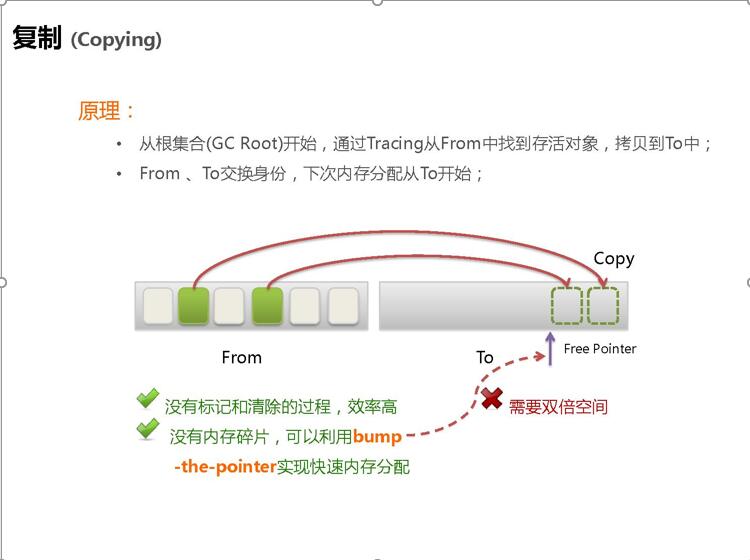 复制 (Copying)
原理：
• 从根集合(GC Root)开始，通过Tracing从From中找到存活对象，拷贝到To中；
• From 、To交换身份，下次内存分配从To开始；
Copy
From
To
Free Pointer
没有标记和清除的过程，效率高
没有内存碎片，可以利用bump
-the-pointer实现快速内存分配
需要双倍空间